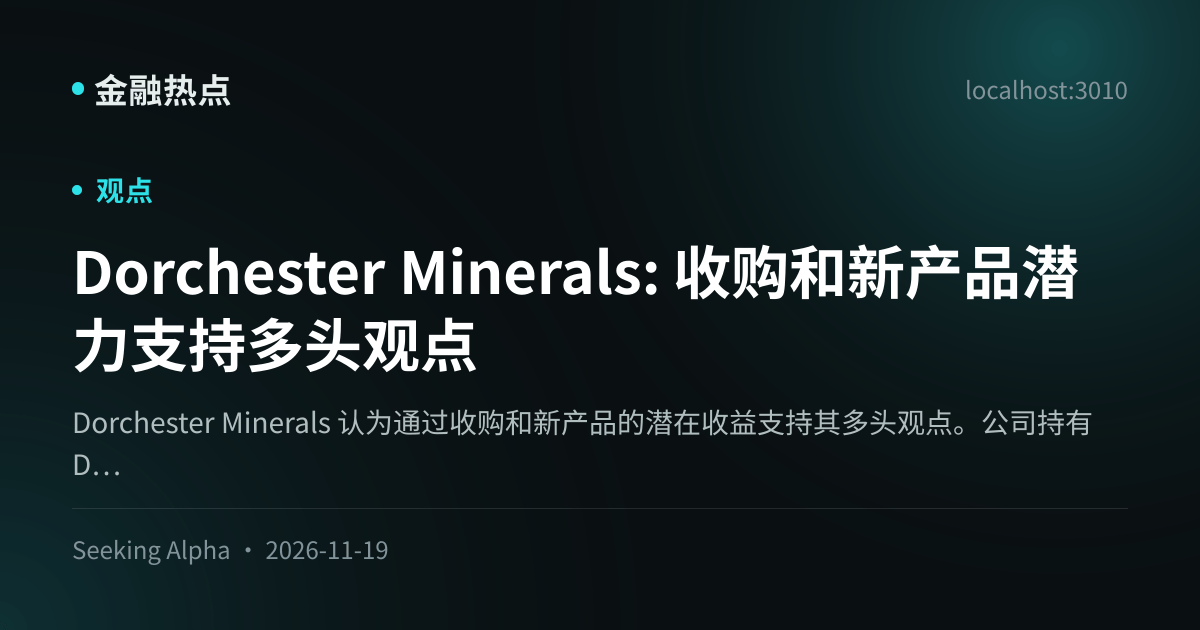 金融热点
localhost:3010
观点
Dorchester Minerals: 收购和新产品潜
力支持多头观点
Dorchester Minerals 认为通过收购和新产品的潜在收益支持其多头观点。公司持有
D…
Seeking Alpha · 2026-11-19